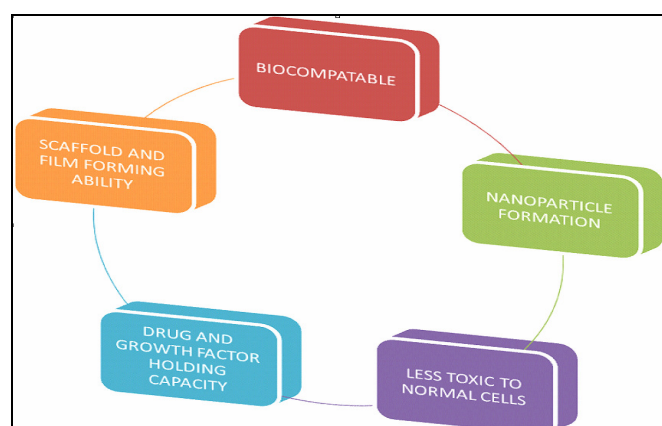 BIOCOMPATABLE
NANOPARTICLE
FORMATION
LESS TOXIC TO
NORMAL CELLS
DRUG AND
GROWTH FACTOR
HOLDING
CAPACITY
SCAFFOLD AND
FILM FORMING
ABILITY